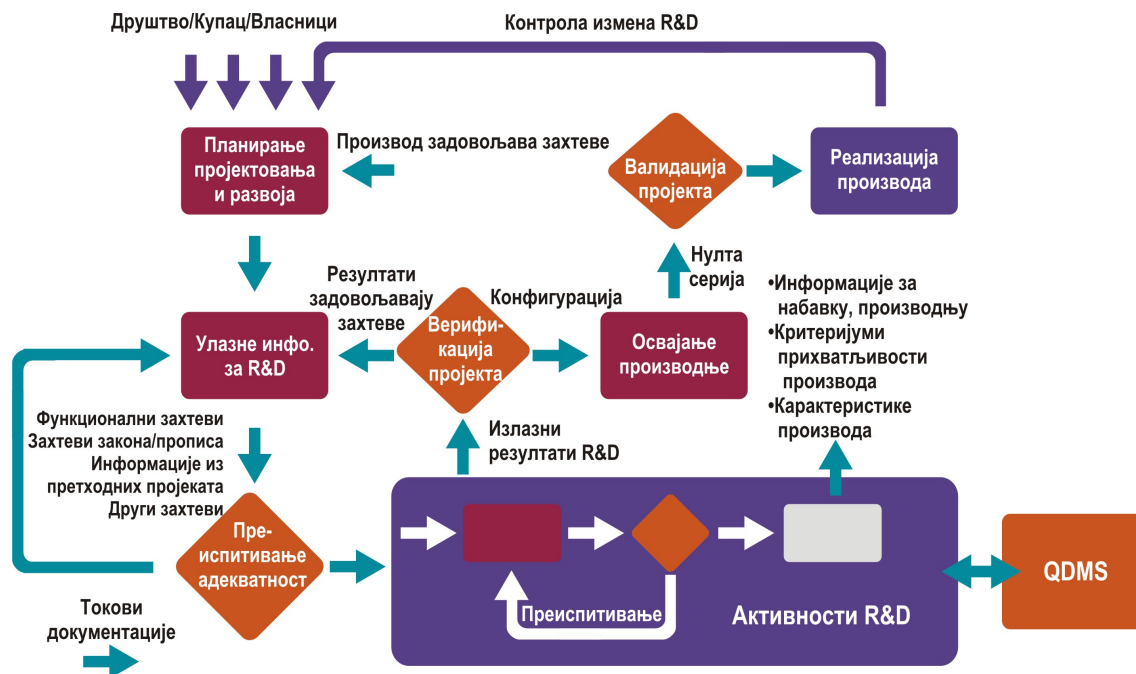 Друштво/Купац/Власници
Контрола измена R&D
Планирање
пројектовања
и развоја
Производ задовољава захтеве
Валидација
пројекта
Реализација
производа
Нулта
серија
Резултати
задовољавају
захтеве
Конфигурација
•Информације за
набавку, производњу
•Критеријуми
прихватљивости
производа
•Карактеристике
производа
Улазне инфо.
за R&D
Верифи-
кација
пројекта
Освајање
производње
Функционални захтеви
Захтеви закона/прописа
Информације из
претходних пројеката
Други захтеви
Излазни
резултати R&D
Пре-
испитивање
адекватност
Преиспитивање
Активности R&D
QDMS
Токови
документације